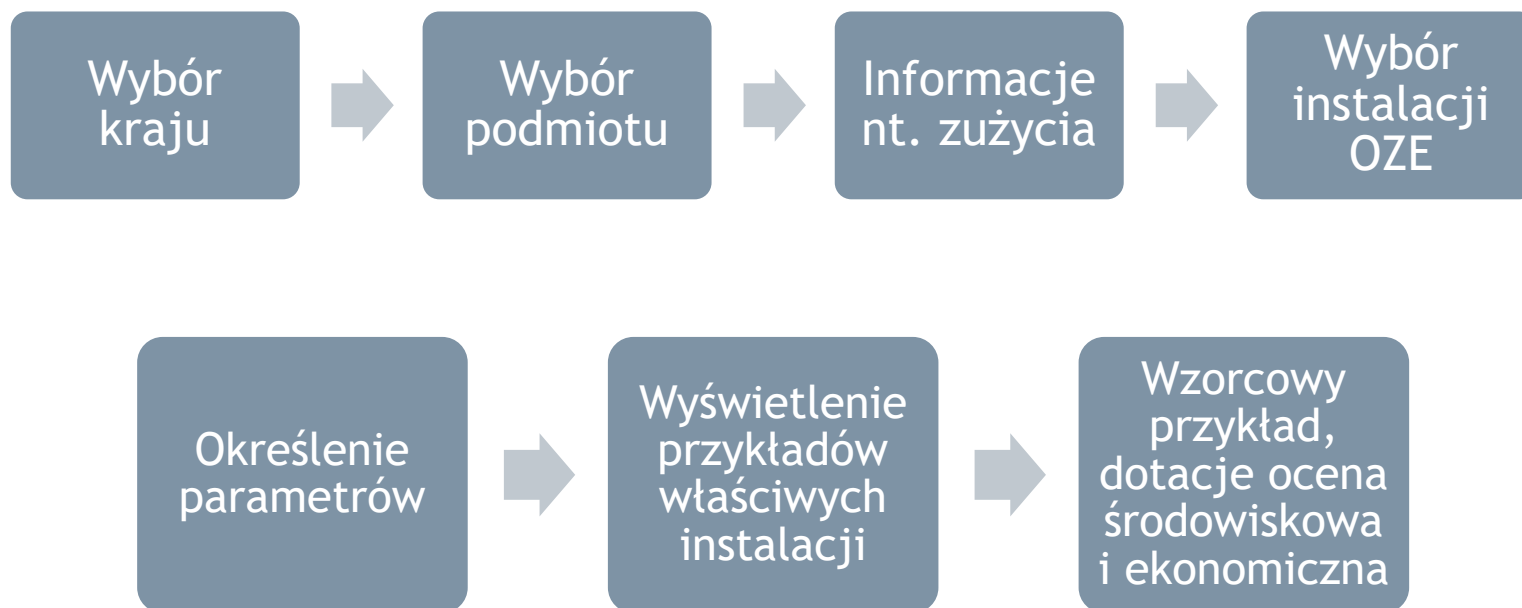 Wybór
kraju
Wybór
podmiotu
Informacje
nt. zużycia
Wybór
instalacji
OZE
Określenie
parametrów
Wyświetlenie
przykładów
właściwych
instalacji
Wzorcowy
przykład,
dotacje ocena
środowiskowa
i ekonomiczna